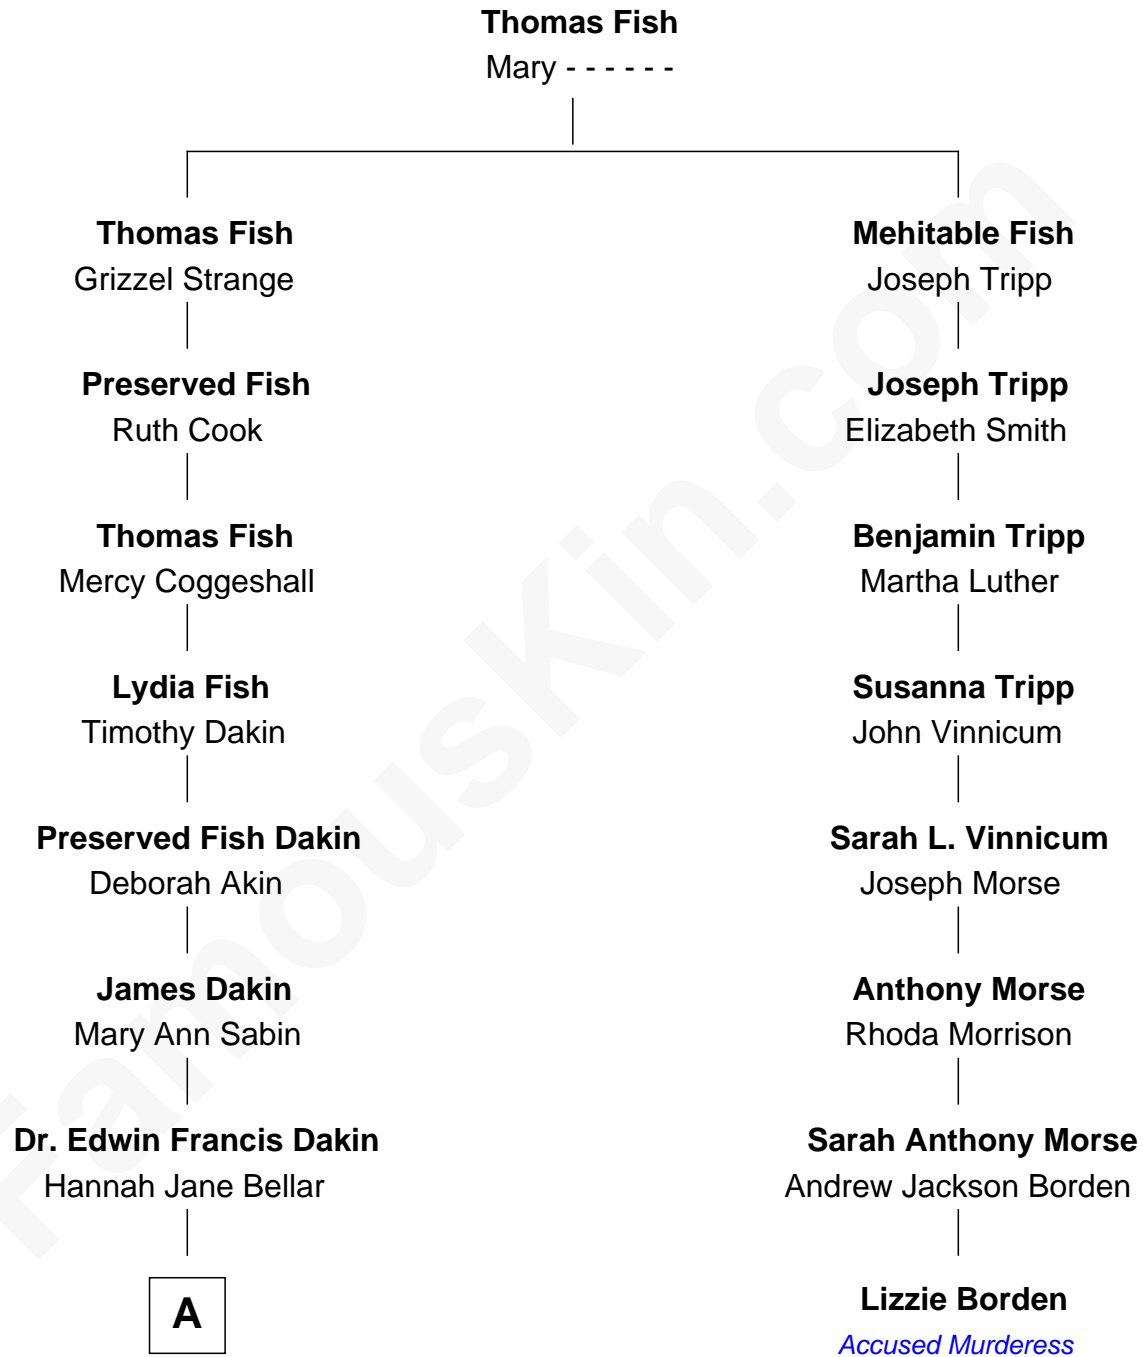 Thomas Fish
Mary - - - - - -
Thomas Fish
Grizzel Strange
Mehitable Fish
Joseph Tripp
Preserved Fish
Ruth Cook
Joseph Tripp
Elizabeth Smith
Thomas Fish
Mercy Coggeshall
Benjamin Tripp
Martha Luther
Lydia Fish
Timothy Dakin
Susanna Tripp
John Vinnicum
Preserved Fish Dakin
Deborah Akin
Sarah L. Vinnicum
Joseph Morse
James Dakin
Mary Ann Sabin
Anthony Morse
Rhoda Morrison
Dr. Edwin Francis Dakin
Hannah Jane Bellar
Sarah Anthony Morse
Andrew Jackson Borden
A
Lizzie Borden
Accused Murderess
FamousKin.com